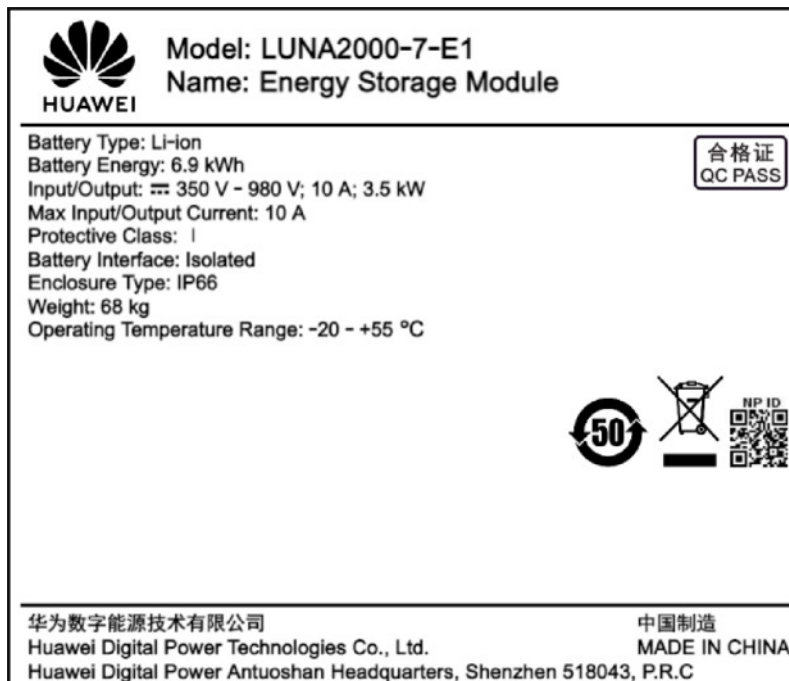 HUAWEI
Model: LUNA2000-7-E1
Name: Energy Storage Module
Battery Type: Li-ion
Battery Energy: 6.9 kWh
Input/Output: ⎓ 350 V - 980 V; 10 A; 3.5 kW
Max Input/Output Current: 10 A
Protective Class: I
Battery Interface: Isolated
Enclosure Type: IP66
Weight: 68 kg
Operating Temperature Range: -20 - +55 ºC
合格证
QC PASS
50
NP ID
华为数字能源技术有限公司
中国制造
Huawei Digital Power Technologies Co., Ltd.
MADE IN CHINA
Huawei Digital Power Antuoshan Headquarters, Shenzhen 518043, P.R.C